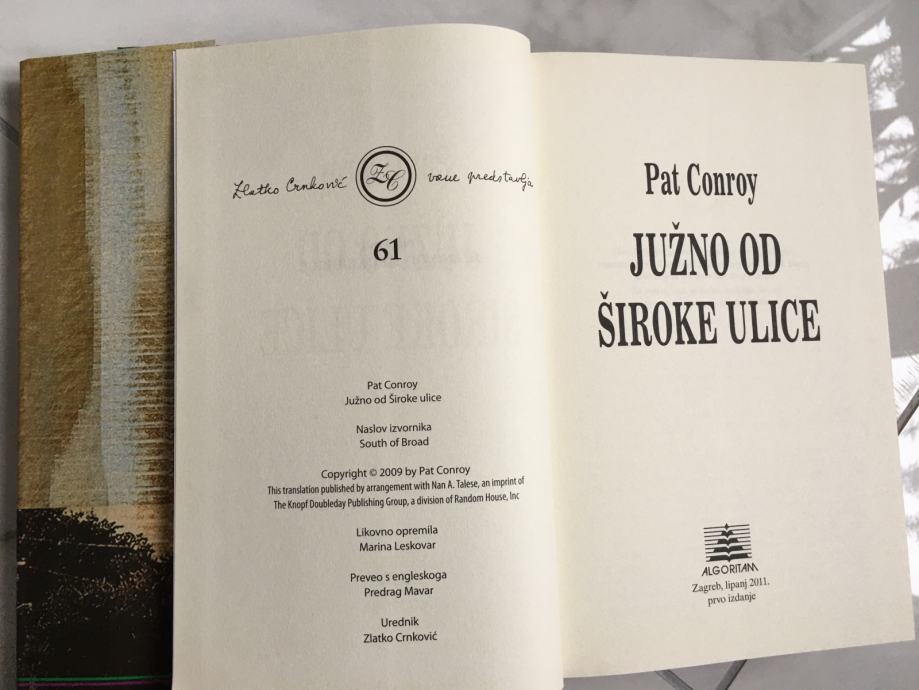 Zlatko Crnković ZC vam predstavlja
61
Pat Conroy
Južno od Široke ulice
Naslov izvornika
South of Broad
Copyright © 2009 by Pat Conroy
This translation published by arrangement with Nan A. Talese, an imprint of
The Knopf Doubleday Publishing Group, a division of Random House, Inc
Likovno opremila
Marina Leskovar
Preveo s engleskoga
Predrag Mavar
Urednik
Zlatko Crnković
Pat Conroy
JUŽNO OD
ŠIROKE ULICE
ALGORITAM
Zagreb, lipanj 2011.
prvo izdanje